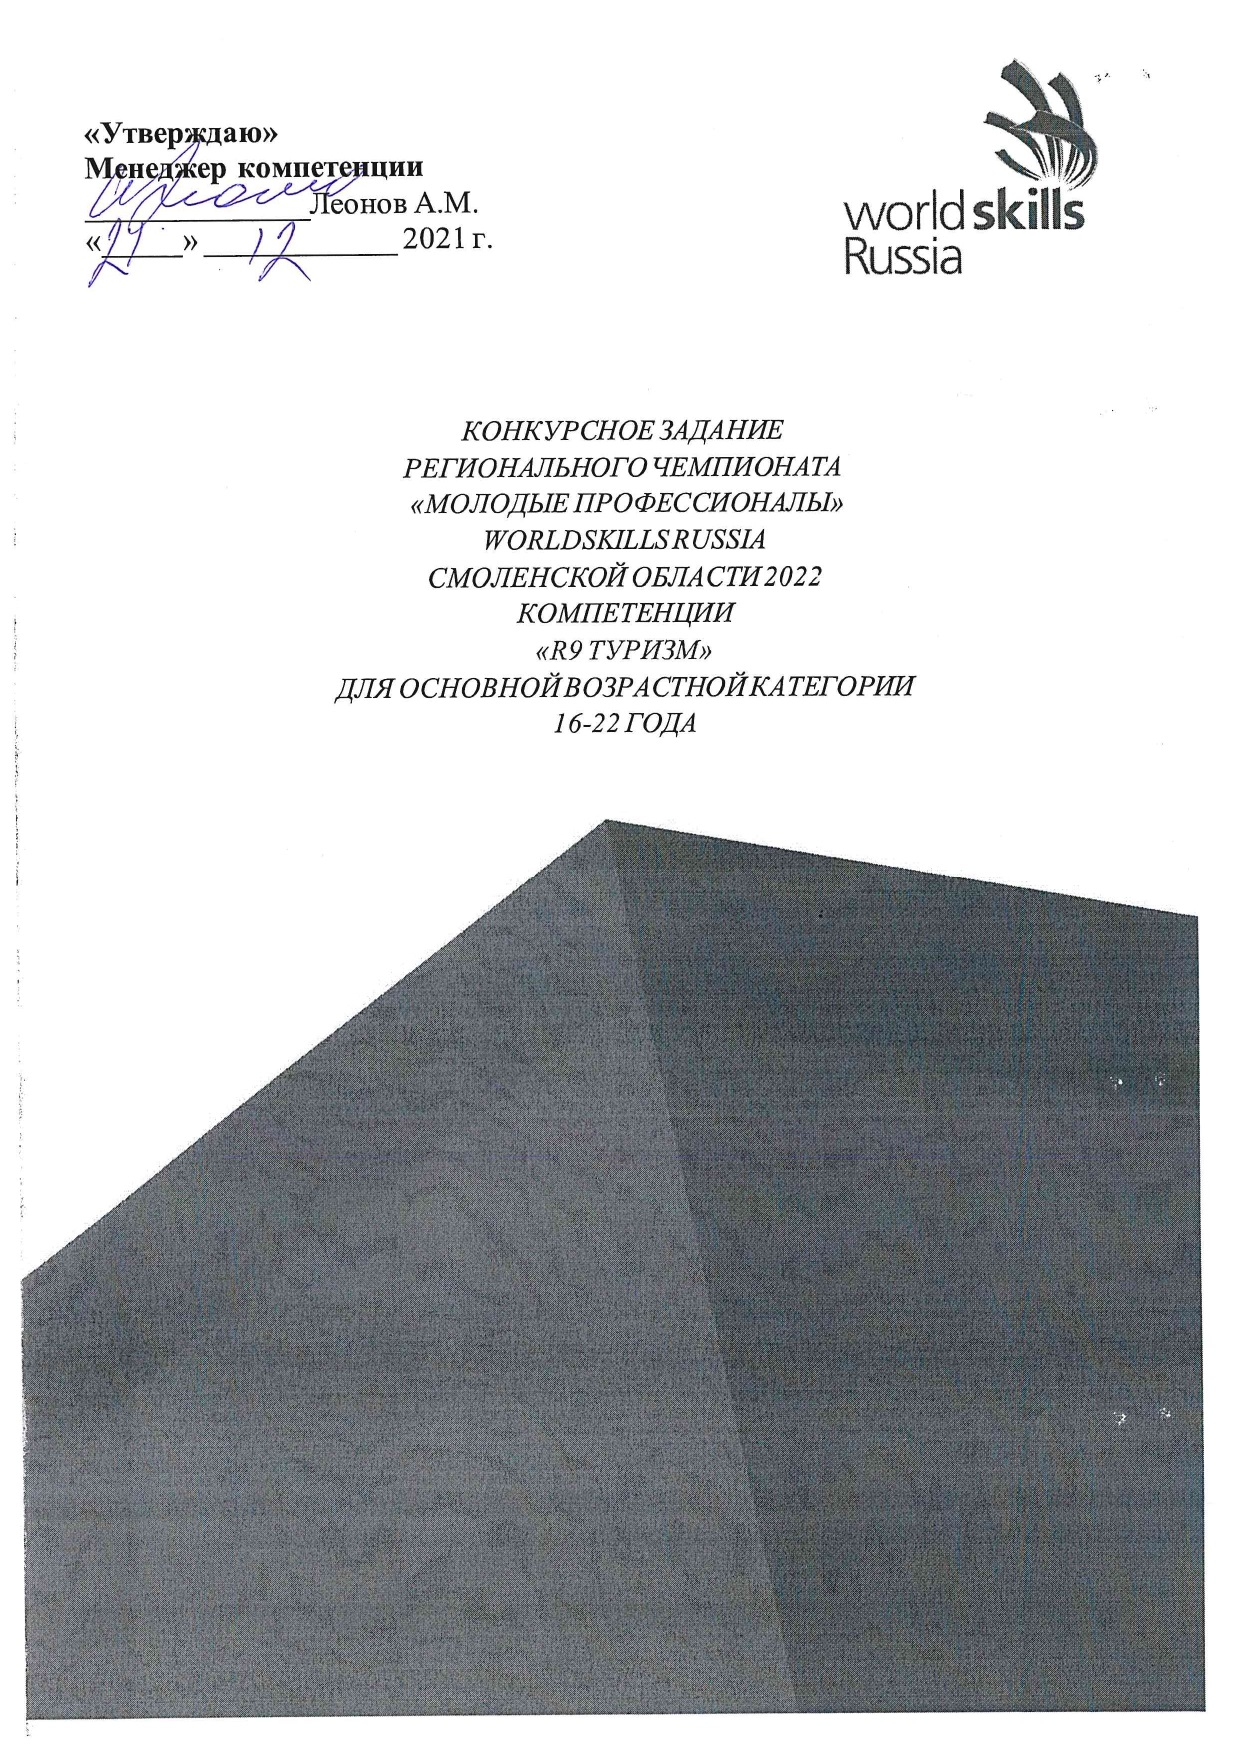 «Утверждаю»
Менеджер компетенции
Леонов А.М.
« » 12 2021 г.
world skills
Russia
КОНКУРСНОЕ ЗАДАНИЕ
РЕГИОНАЛЬНОГО ЧЕМПИОНАТА
«МОЛОДЫЕ ПРОФЕССИОНАЛЫ»
WORLDSKILLS RUSSIA
СМОЛЕНСКОЙ ОБЛАСТИ 2022
КОМПЕТЕНЦИИ
«R9 ТУРИЗМ»
ДЛЯ ОСНОВНОЙ ВОЗРАСТНОЙ КАТЕГОРИИ
16-22 ГОДА